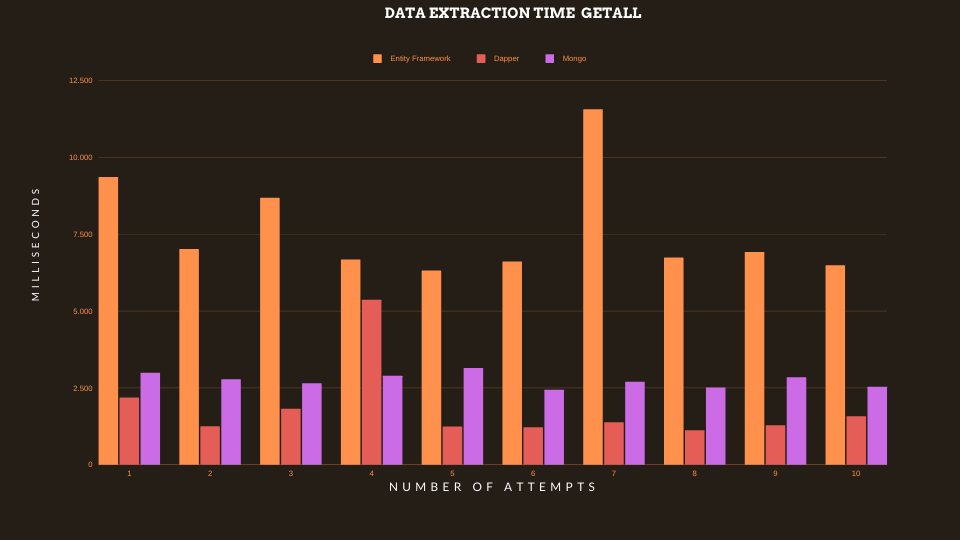 DATA EXTRACTION TIME GETALL
Entity Framework Dapper Mongo
12.500
10.000
7.500
5.000
2.500
0
MILLISECONDS
1 2 3 4 5 6 7 8 9 10
NUMBER OF ATTEMPTS